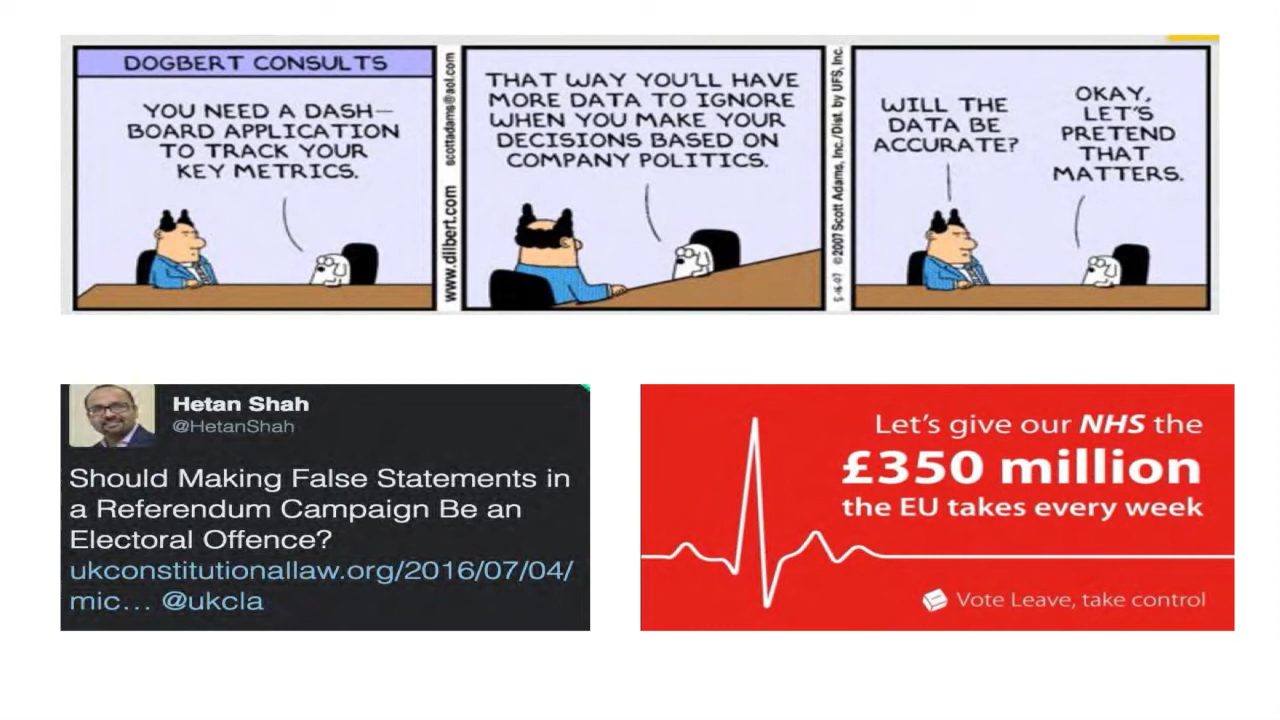 DOGBERT CONSULTS
YOU NEED A DASH—
BOARD APPLICATION
TO TRACK YOUR
KEY METRICS.
www.dilbert.com scottadams@aol.com
THAT WAY YOU'LL HAVE
MORE DATA TO IGNORE
WHEN YOU MAKE YOUR
DECISIONS BASED ON
COMPANY POLITICS.
5-16-07 ©2007 Scott Adams, Inc./Dist. by UFS, Inc.
WILL THE
DATA BE
ACCURATE?
OKAY,
LET'S
PRETEND
THAT
MATTERS.
Hetan Shah
@HetanShah
Should Making False Statements in
a Referendum Campaign Be an
Electoral Offence?
ukconstitutionallaw.org/2016/07/04/
mic... @ukcla
Let's give our NHS the
£350 million
the EU takes every week
Vote Leave, take control